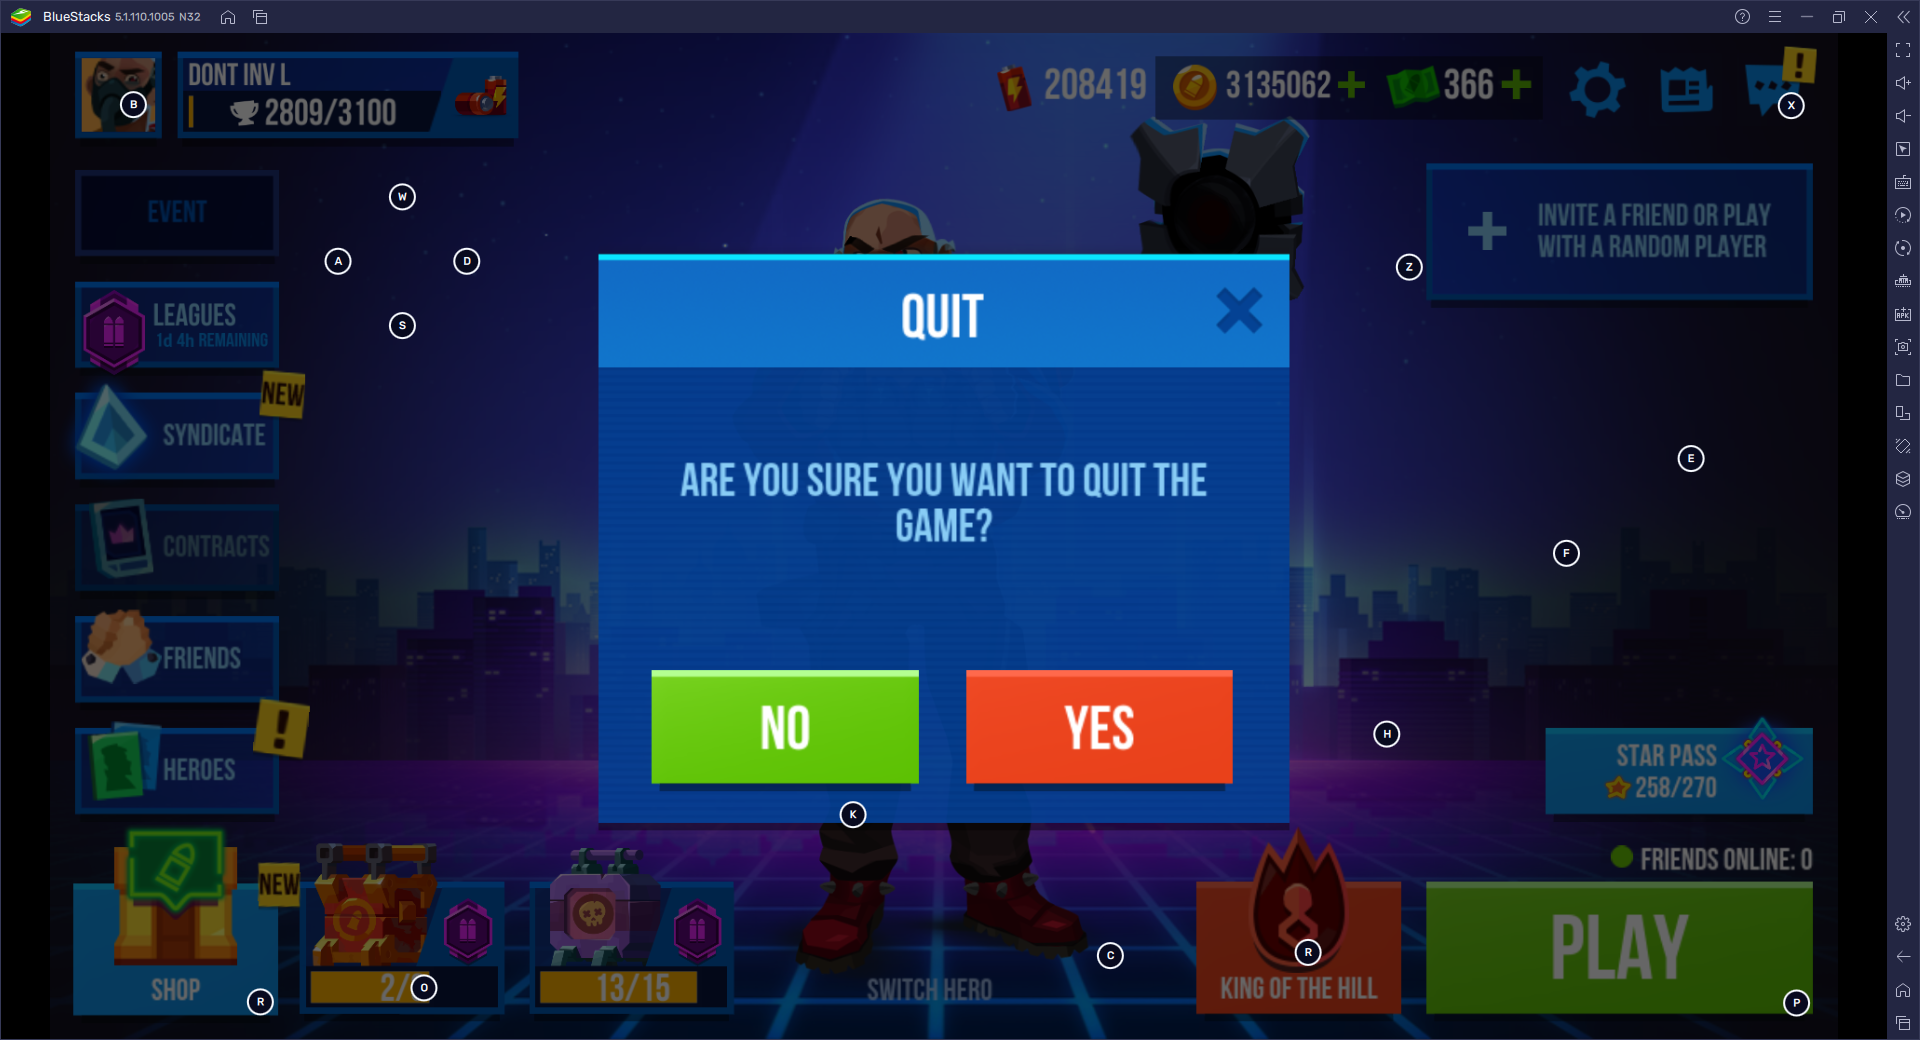 BlueStacks 5.1.110.1005 N32
DONT INV L
2809/3100
208419
3135062
366
!
B
X
EVENT
W
A
D
S
INVITE A FRIEND OR PLAY
WITH A RANDOM PLAYER
Z
LEAGUES
1d 4h REMAINING
NEW
SYNDICATE
CONTRACTS
FRIENDS
!
HEROES
QUIT
ARE YOU SURE YOU WANT TO QUIT THE
GAME?
NO
YES
K
E
F
H
STAR PASS
258/270
FRIENDS ONLINE: 0
NEW
SHOP
R
O
13/15
SWITCH HERO
C
R
KING OF THE HILL
PLAY
P